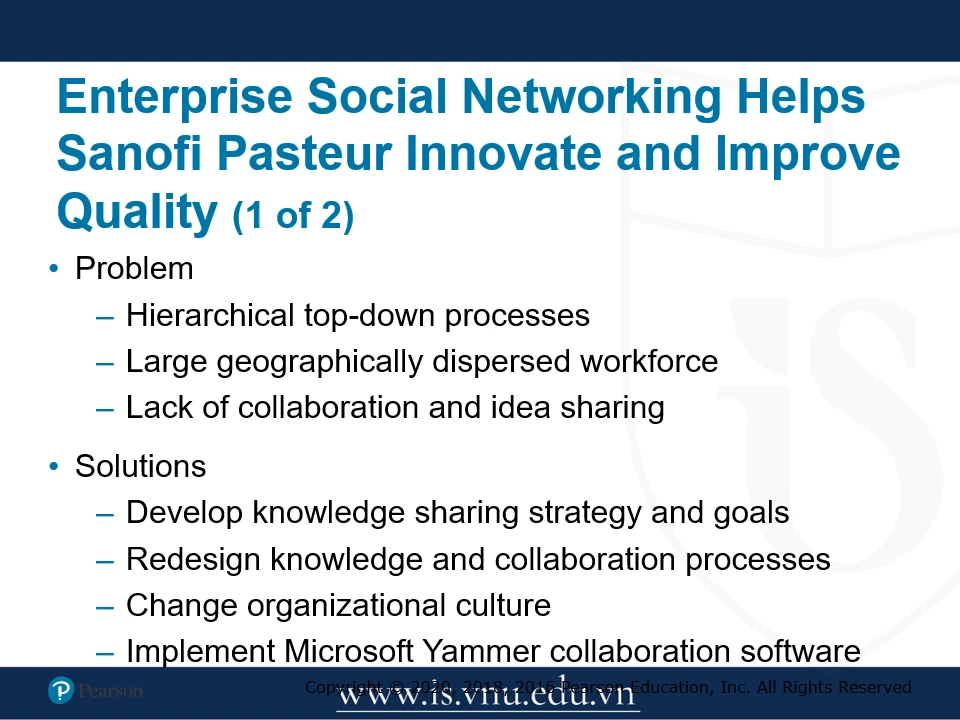 Enterprise Social Networking Helps
Sanofi Pasteur Innovate and Improve
Quality (1 of 2)
• Problem
– Hierarchical top-down processes
– Large geographically dispersed workforce
– Lack of collaboration and idea sharing
• Solutions
– Develop knowledge sharing strategy and goals
– Redesign knowledge and collaboration processes
– Change organizational culture
– Implement Microsoft Yammer collaboration software
Pearson
Copyright © 2020, 2018, 2016 Pearson Education, Inc. All Rights Reserved
www.is.vnu.edu.vn
iS